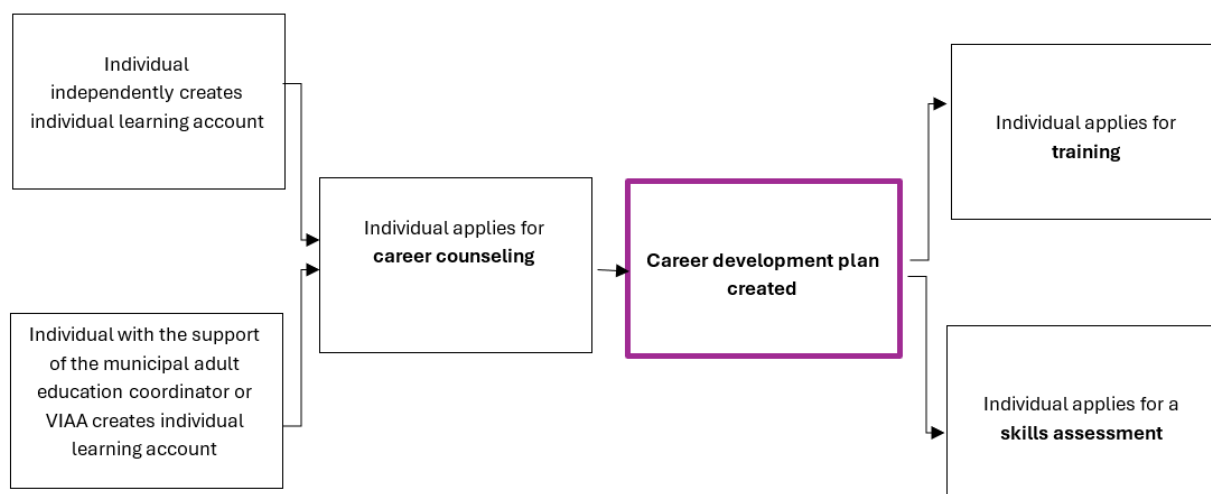 Individual
independently creates
individual learning account
Individual with the support
of the municipal adult
education coordinator or
VIAA creates individual
learning account
Individual applies for
career counseling
Career development plan
created
Individual applies for
training
Individual applies for a
skills assessment